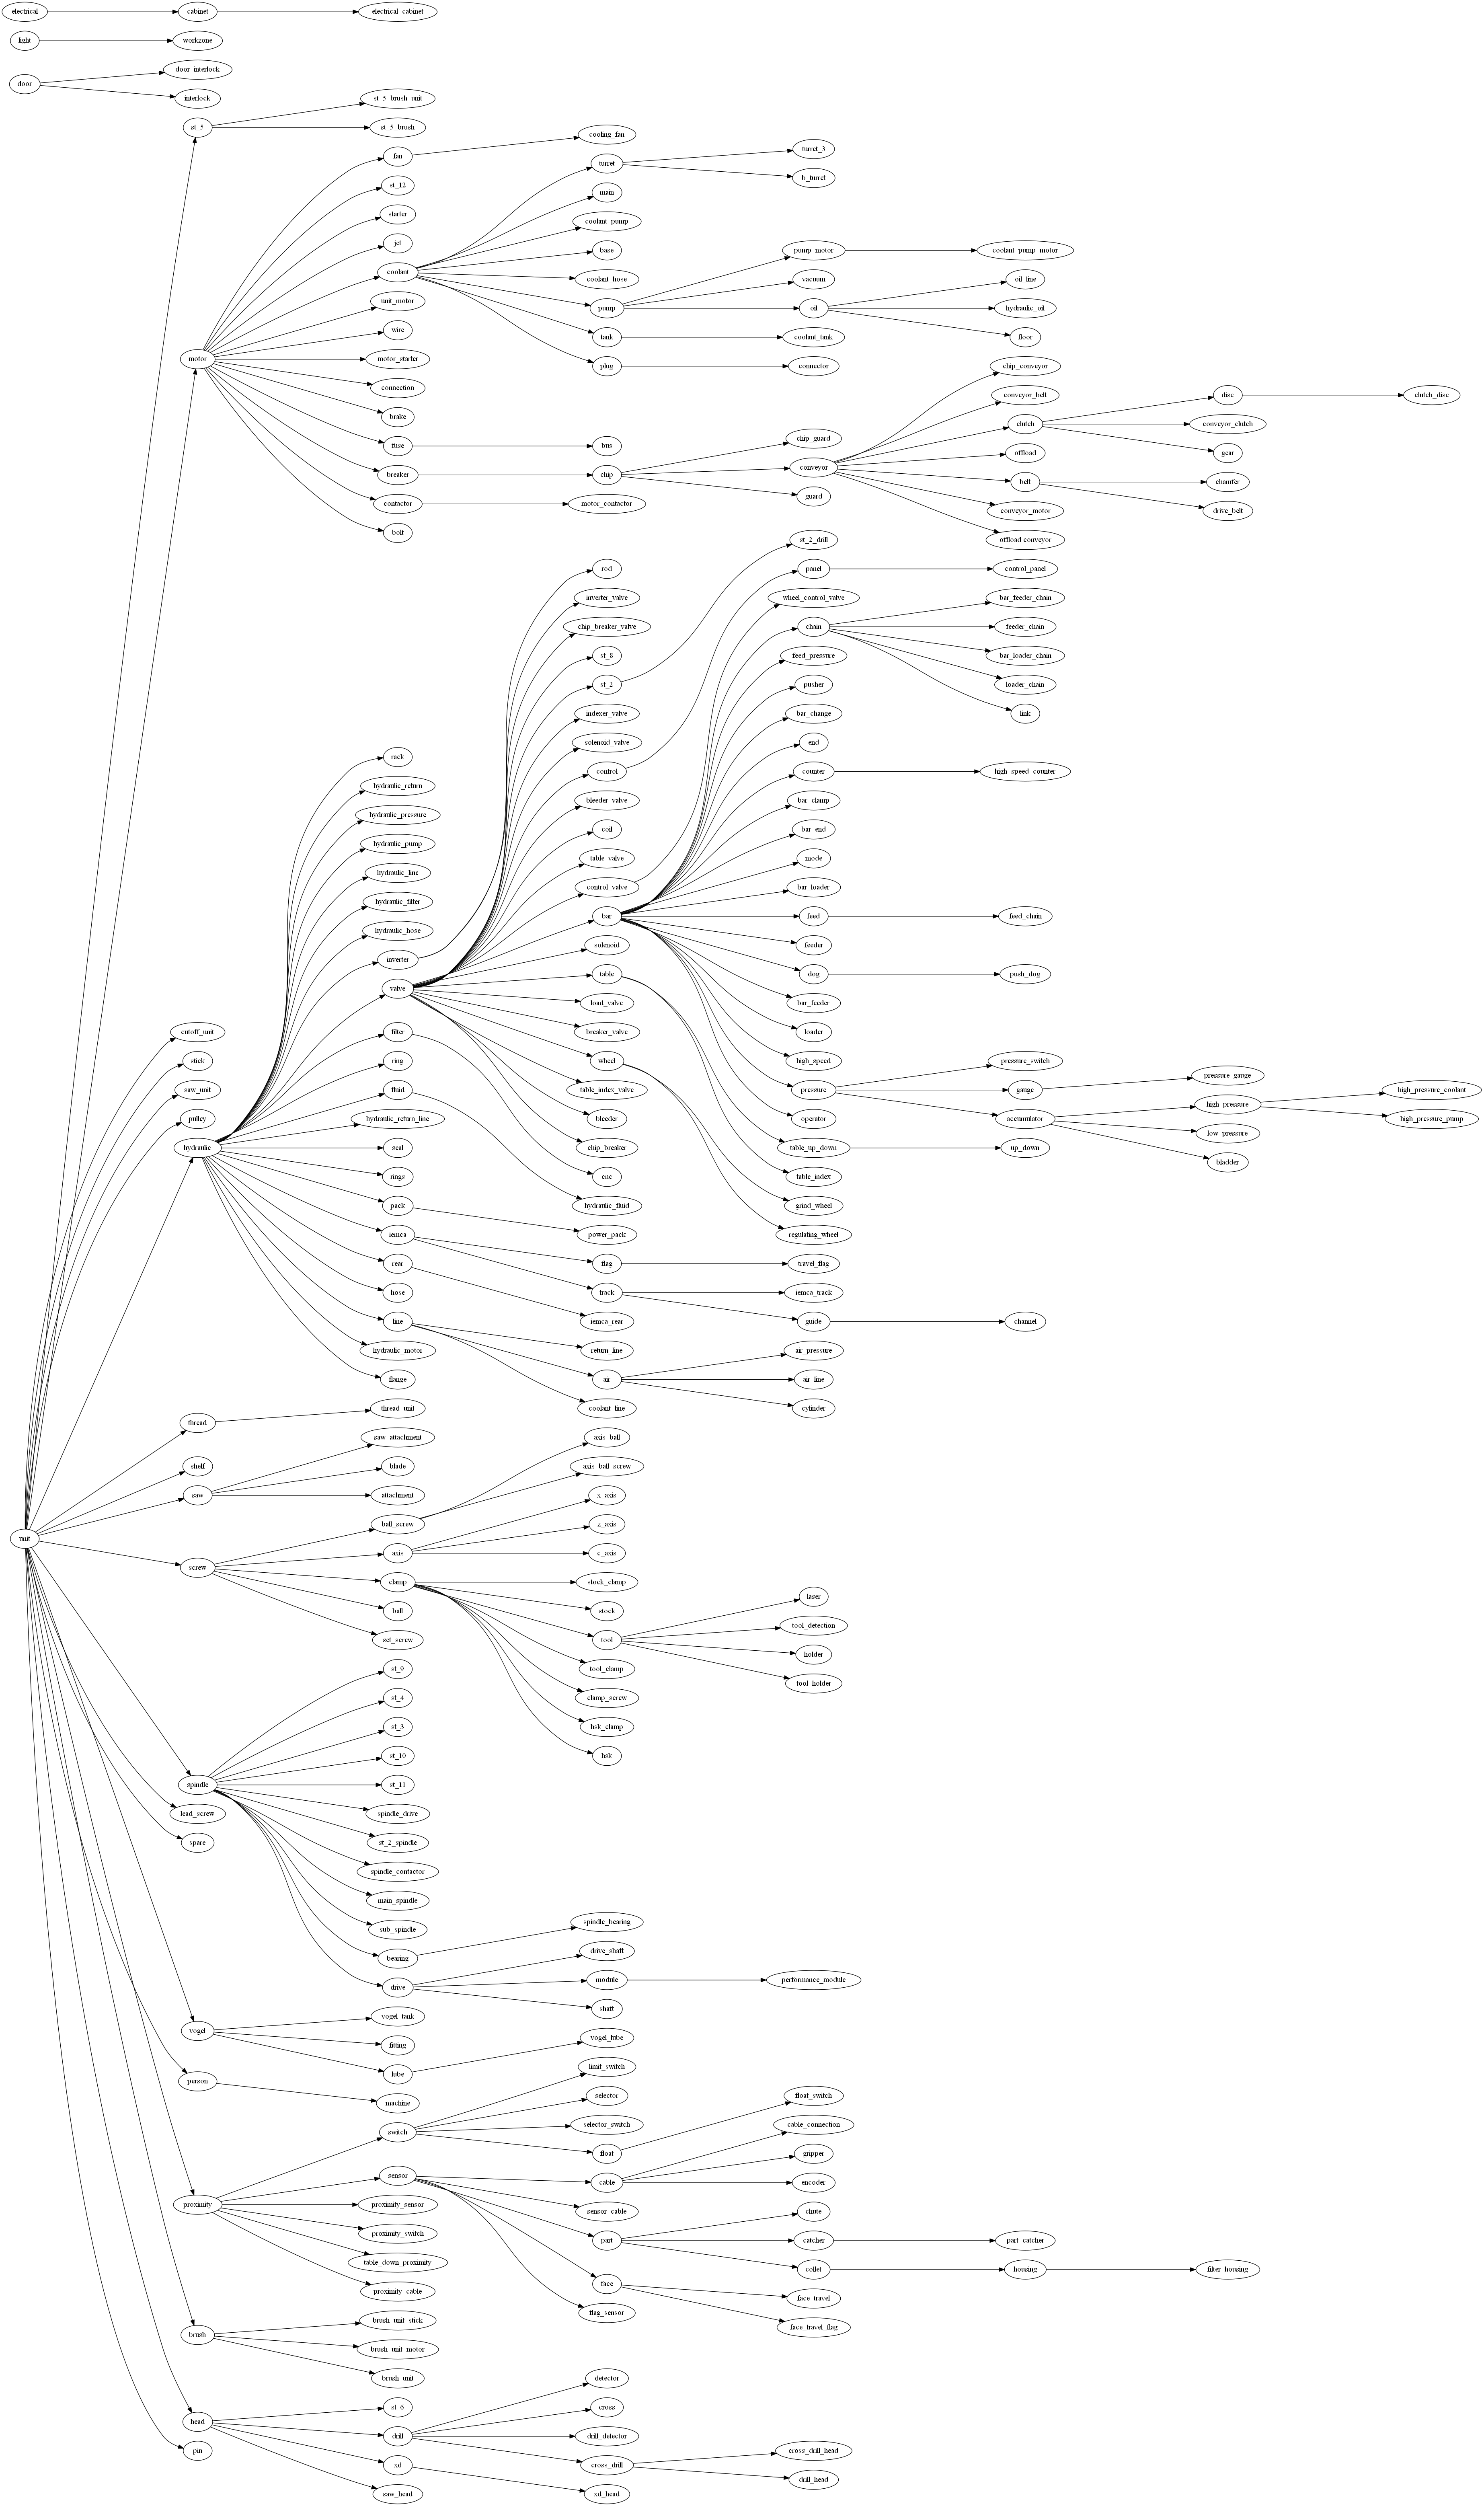 electrical
cabinet
electrical_cabinet
light
workzone
door
door_interlock
interlock
st_5
st_5_brush_unit
st_5_brush
motor
fan
cooling_fan
st_12
starter
jet
coolant
turret
turret_3
b_turret
main
coolant_pump
base
coolant_hose
pump
pump_motor
coolant_pump_motor
vacuum
oil
oil_line
hydraulic_oil
floor
tank
coolant_tank
plug
connector
unit_motor
wire
motor_starter
connection
brake
fuse
bus
breaker
chip
chip_guard
conveyor
chip_conveyor
conveyor_belt
clutch
disc
clutch_disc
conveyor_clutch
gear
offload
belt
chamfer
drive_belt
conveyor_motor
offload conveyor
guard
contactor
motor_contactor
bolt
unit
cutoff_unit
stick
saw_unit
pulley
hydraulic
rack
hydraulic_return
hydraulic_pressure
hydraulic_pump
hydraulic_line
hydraulic_filter
hydraulic_hose
inverter
rod
inverter_valve
valve
chip_breaker_valve
st_8
st_2
st_2_drill
indexer_valve
solenoid_valve
control
panel
control_panel
bleeder_valve
coil
table_valve
control_valve
wheel_control_valve
bar
chain
bar_feeder_chain
feeder_chain
bar_loader_chain
loader_chain
link
feed_pressure
pusher
bar_change
end
counter
high_speed_counter
bar_clamp
bar_end
mode
bar_loader
feed
feed_chain
feeder
dog
push_dog
bar_feeder
loader
high_speed
pressure
pressure_switch
gauge
pressure_gauge
accumulator
high_pressure
high_pressure_coolant
high_pressure_pump
low_pressure
bladder
operator
solenoid
table
table_up_down
up_down
table_index
load_valve
breaker_valve
wheel
grind_wheel
regulating_wheel
table_index_valve
bleeder
chip_breaker
filter
cnc
ring
fluid
hydraulic_fluid
hydraulic_return_line
seal
rings
pack
power_pack
iemca
flag
travel_flag
track
iemca_track
guide
channel
rear
iemca_rear
hose
line
return_line
air
air_pressure
air_line
cylinder
coolant_line
hydraulic_motor
flange
thread
thread_unit
shelf
saw
saw_attachment
blade
attachment
screw
ball_screw
axis_ball
axis_ball_screw
axis
x_axis
z_axis
c_axis
clamp
stock_clamp
stock
tool
laser
tool_detection
holder
tool_holder
tool_clamp
clamp_screw
hsk_clamp
hsk
ball
set_screw
spindle
st_9
st_4
st_3
st_10
st_11
spindle_drive
st_2_spindle
spindle_contactor
main_spindle
sub_spindle
bearing
spindle_bearing
drive
drive_shaft
module
performance_module
shaft
lead_screw
spare
vogel
vogel_tank
fitting
lube
vogel_lube
person
machine
proximity
switch
limit_switch
selector
selector_switch
float
float_switch
sensor
cable
cable_connection
gripper
encoder
sensor_cable
part
chute
catcher
part_catcher
collet
housing
filter_housing
face
face_travel
face_travel_flag
flag_sensor
proximity_sensor
proximity_switch
table_down_proximity
proximity_cable
brush
brush_unit_stick
brush_unit_motor
brush_unit
head
st_6
drill
detector
cross
drill_detector
cross_drill
cross_drill_head
drill_head
xd
xd_head
saw_head
pin